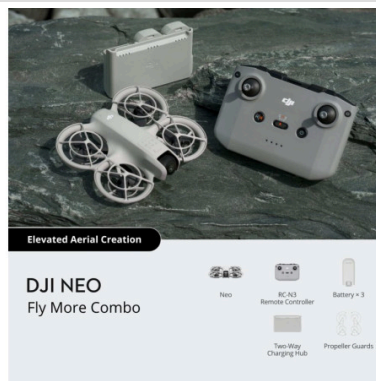 dji
Elevated Aerial Creation
DJI NEO
Fly More Combo
Neo
RC-N3
Remote Controller
Battery × 3
Two-Way
Charging Hub
Propeller Guards